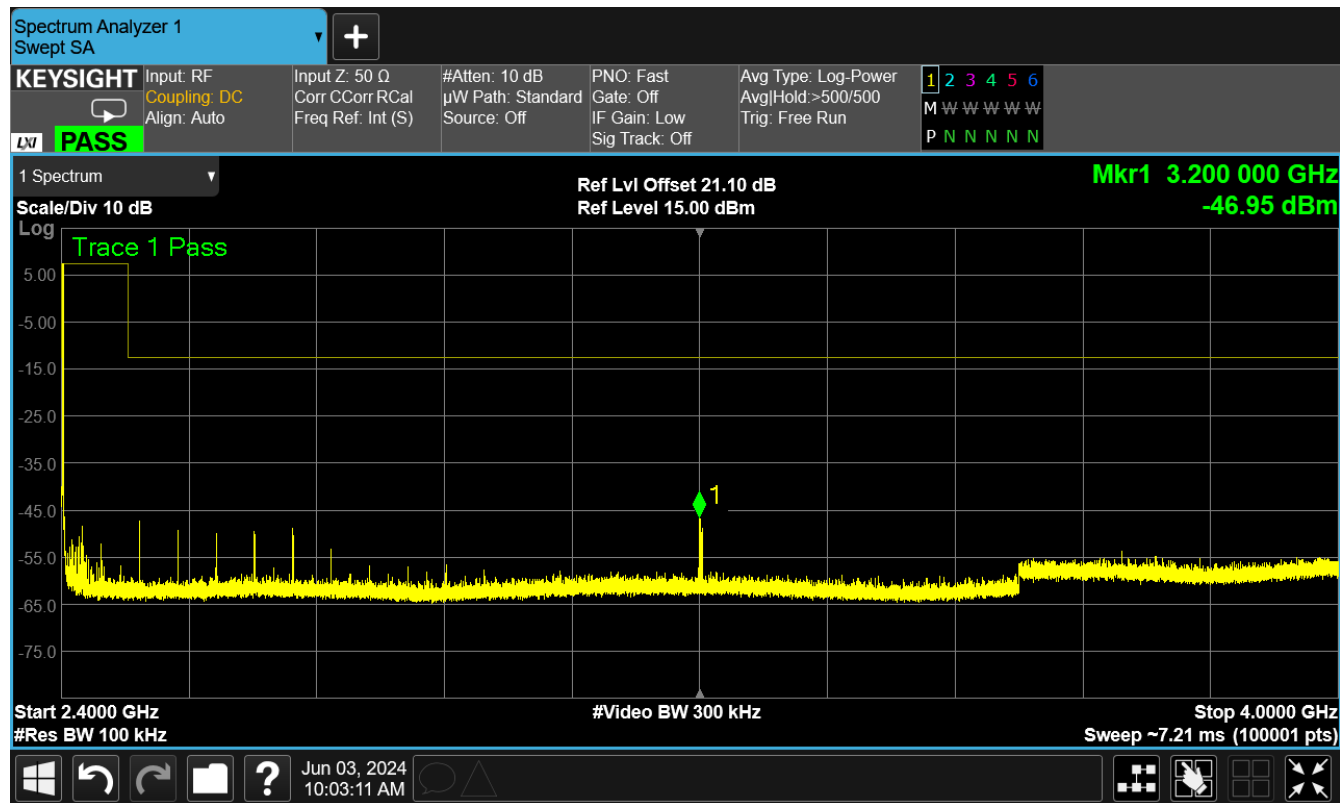 Spectrum Analyzer 1
Swept SA
KEYSIGHT
LXI
PASS
Input: RF
Coupling: DC
Align: Auto
Input Z: 50 Ω
Corr CCorr RCal
Freq Ref: Int (S)
#Atten: 10 dB
µW Path: Standard
Source: Off
PNO: Fast
Gate: Off
IF Gain: Low
Sig Track: Off
Avg Type: Log-Power
Avg|Hold:>500/500
Trig: Free Run
1 2 3 4 5 6
M W W W W W
P N N N N N
1 Spectrum
Scale/Div 10 dB
Ref Lvl Offset 21.10 dB
Ref Level 15.00 dBm
Mkr1 3.200 000 GHz
-46.95 dBm
Log
Trace 1 Pass
5.00
-5.00
-15.0
-25.0
-35.0
-45.0
-55.0
-65.0
-75.0
1
Start 2.4000 GHz
#Res BW 100 kHz
#Video BW 300 kHz
Stop 4.0000 GHz
Sweep ~7.21 ms (100001 pts)
?
Jun 03, 2024
10:03:11 AM